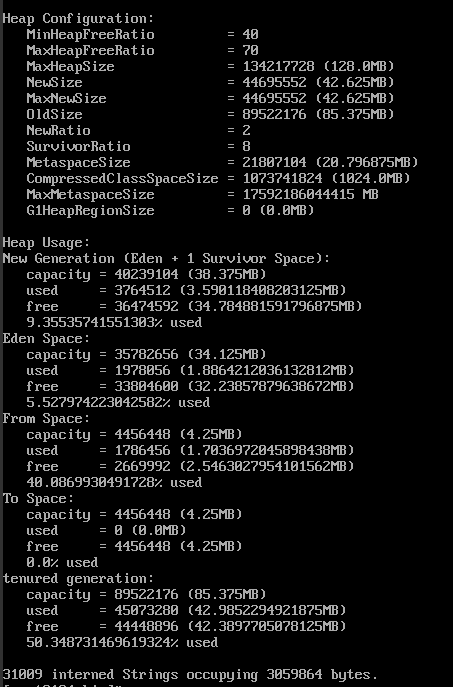 Heap Configuration:
MinHeapFreeRatio = 40
MaxHeapFreeRatio = 70
MaxHeapSize = 134217728 (128.0MB)
NewSize = 44695552 (42.625MB)
MaxNewSize = 44695552 (42.625MB)
OldSize = 89522176 (85.375MB)
NewRatio = 2
SurvivorRatio = 8
MetaspaceSize = 21807104 (20.796875MB)
CompressedClassSpaceSize = 1073741824 (1024.0MB)
MaxMetaspaceSize = 17592186044415 MB
G1HeapRegionSize = 0 (0.0MB)
Heap Usage:
New Generation (Eden + 1 Survivor Space):
capacity = 40239104 (38.375MB)
used = 3764512 (3.590118408203125MB)
free = 36474592 (34.784881591796875MB)
9.35535741551303% used
Eden Space:
capacity = 35782656 (34.125MB)
used = 1978056 (1.8864212036132812MB)
free = 33804600 (32.23857879638672MB)
5.527974223042582% used
From Space:
capacity = 4456448 (4.25MB)
used = 1786456 (1.7036972045898438MB)
free = 2669992 (2.5463027954101562MB)
40.0869930491728% used
To Space:
capacity = 4456448 (4.25MB)
used = 0 (0.0MB)
free = 4456448 (4.25MB)
0.0% used
tenured generation:
capacity = 89522176 (85.375MB)
used = 45073280 (42.9852294921875MB)
free = 44448896 (42.3897705078125MB)
50.348731469619324% used
31009 interned Strings occupying 3059864 bytes.